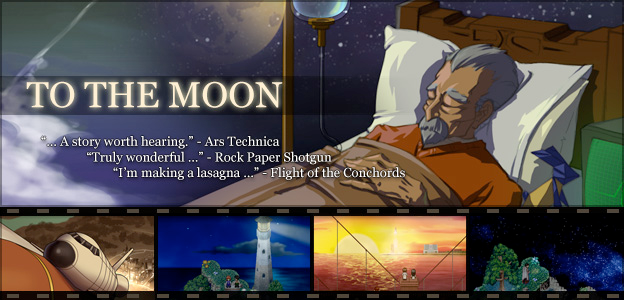 TO THE MOON
“... A story worth hearing.” - Ars Technica
“Truly wonderful ...” - Rock Paper Shotgun
“I’m making a lasagna ...” - Flight of the Conchords